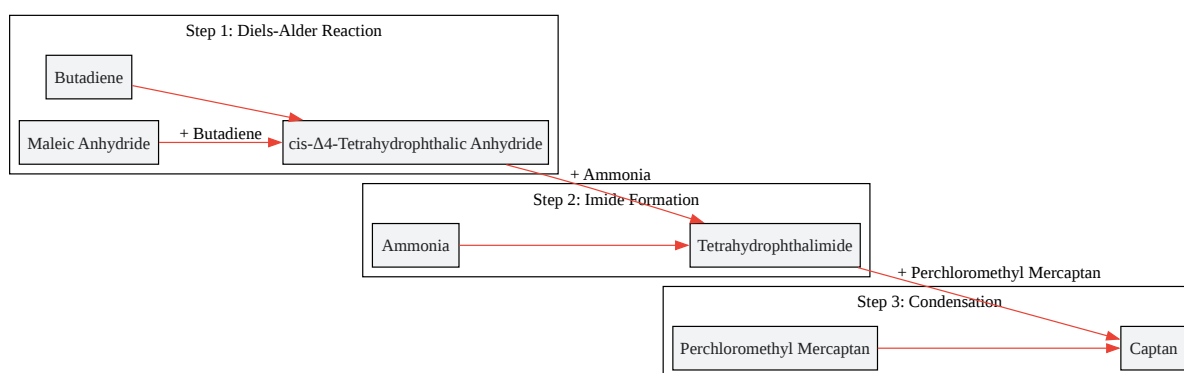 Step 1: Diels-Alder Reaction
Butadiene
Maleic Anhydride
+ Butadiene
cis-Δ4-Tetrahydrophthalic Anhydride
+ Ammonia
Step 2: Imide Formation
Ammonia
Tetrahydrophthalimide
+ Perchloromethyl Mercaptan
Step 3: Condensation
Perchloromethyl Mercaptan
Captan